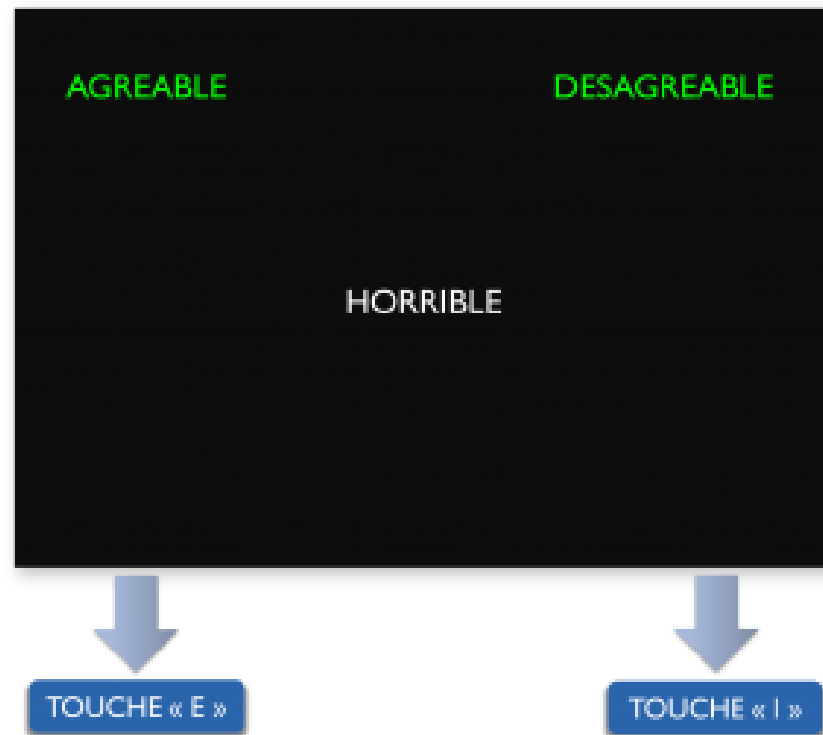 AGREABLE DESAGREABLE
HORRIBLE
TOUCHE « E » TOUCHE « I »